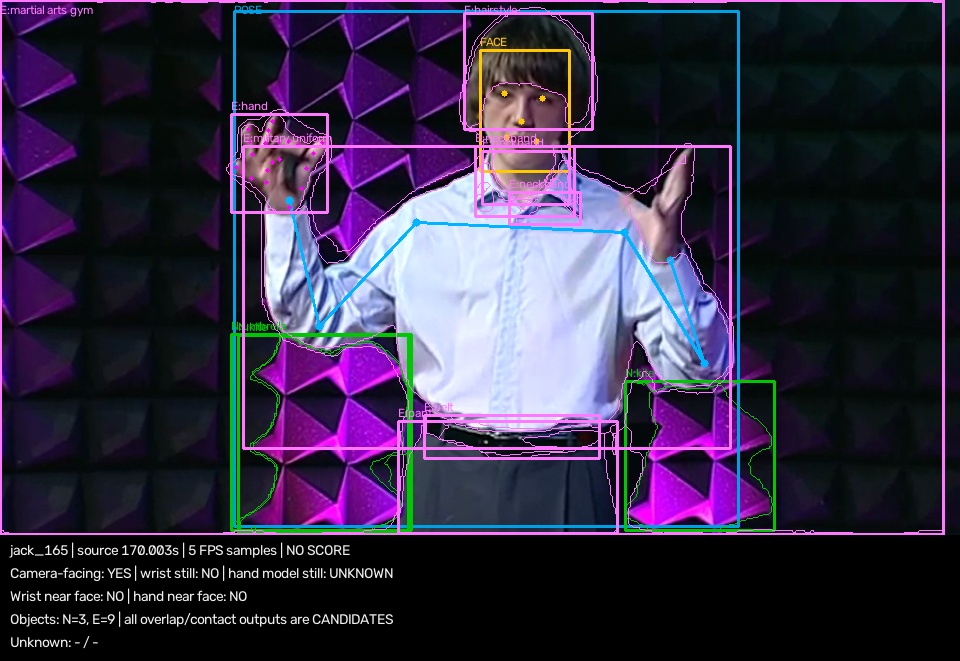 E:martial arts gym
POSE
E:hairstyle
FACE
E:hand
E:military uniform
E:belt
N:knee
jack_165 | source 170.003s | 5 FPS samples | NO SCORE
Camera-facing: YES | wrist still: NO | hand model still: UNKNOWN
Wrist near face: NO | hand near face: NO
Objects: N=3, E=9 | all overlap/contact outputs are CANDIDATES
Unknown: - / -